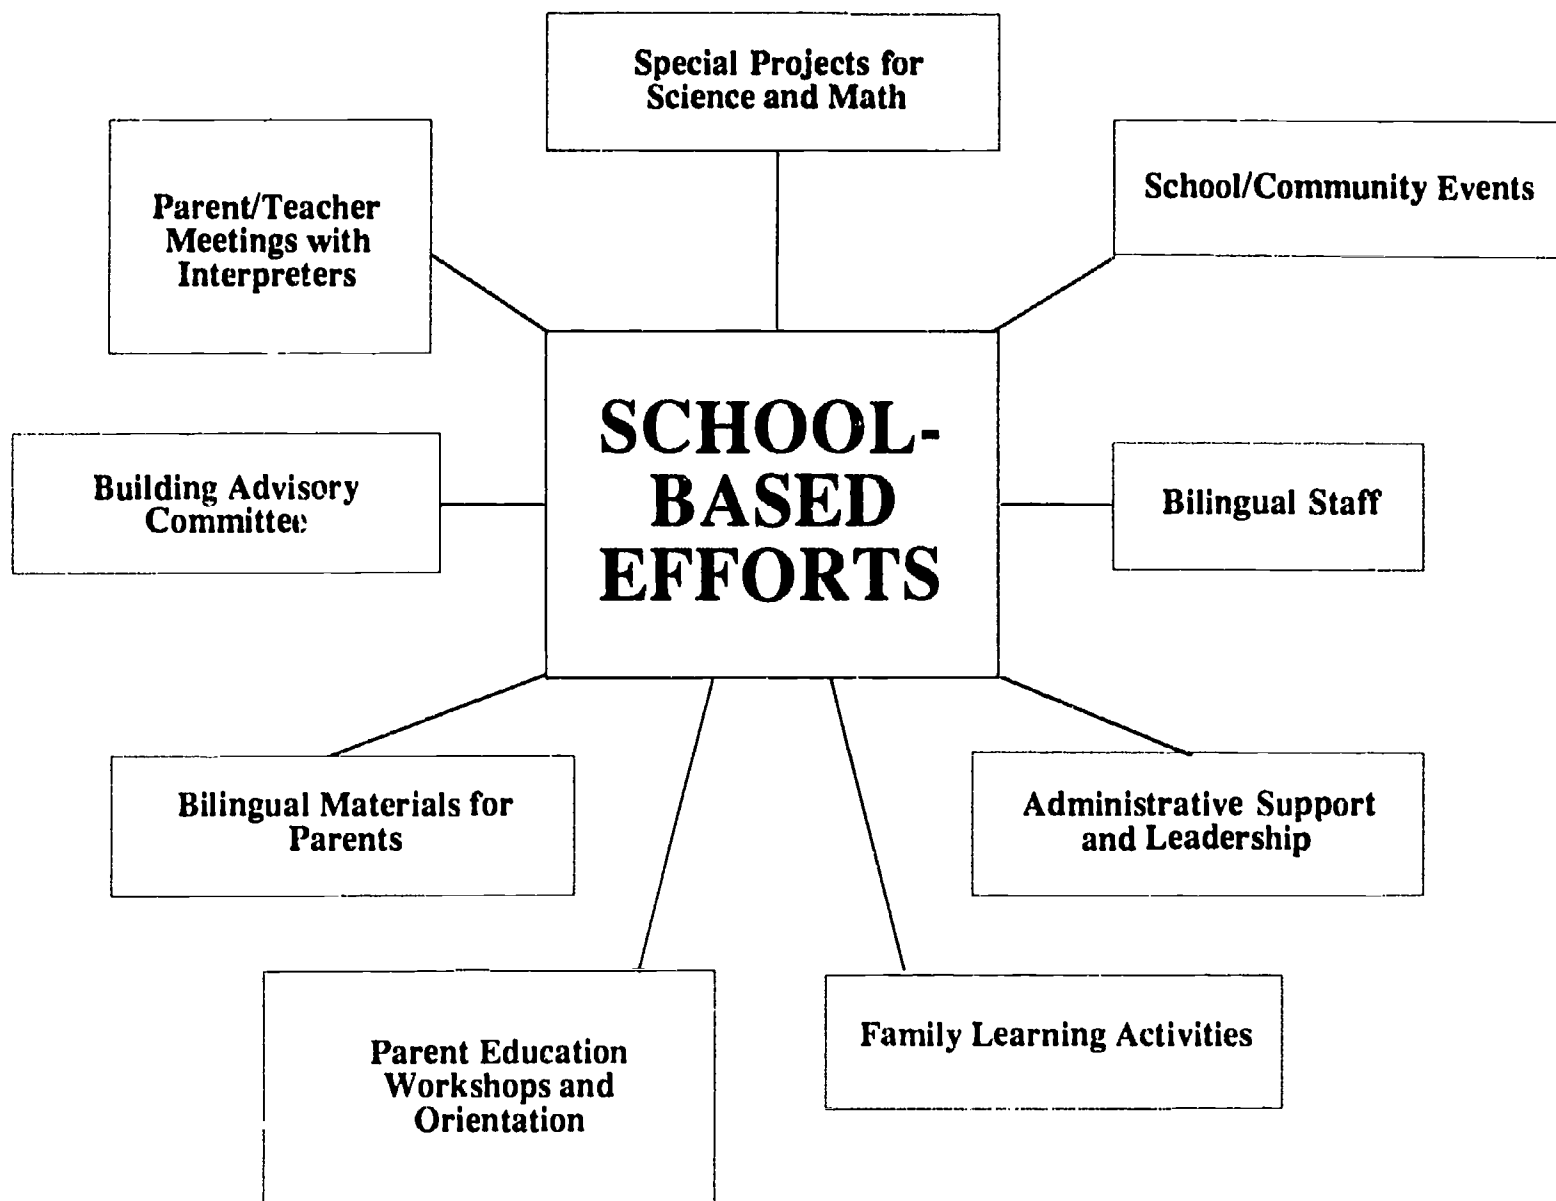 Special Projects for
Science and Math
School/Community Events
Parent/Teacher
Meetings with
Interpreters
SCHOOL-
BASED
EFFORTS
Building Advisory
Committee
Bilingual Staff
Bilingual Materials for
Parents
Administrative Support
and Leadership
Parent Education
Workshops and
Orientation
Family Learning Activities